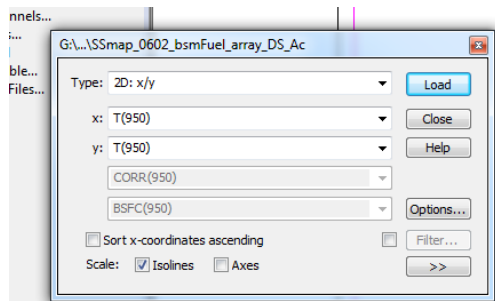 nnels...
s...
ble...
Files...
G:\...\SSmap_0602_bsmFuel_array_DS_Ac
Type: 2D: x/y Load
x: T(950) Close
y: T(950) Help
CORR(950)
BSFC(950) Options...
Sort x-coordinates ascending Filter...
Scale: Isolines Axes >>